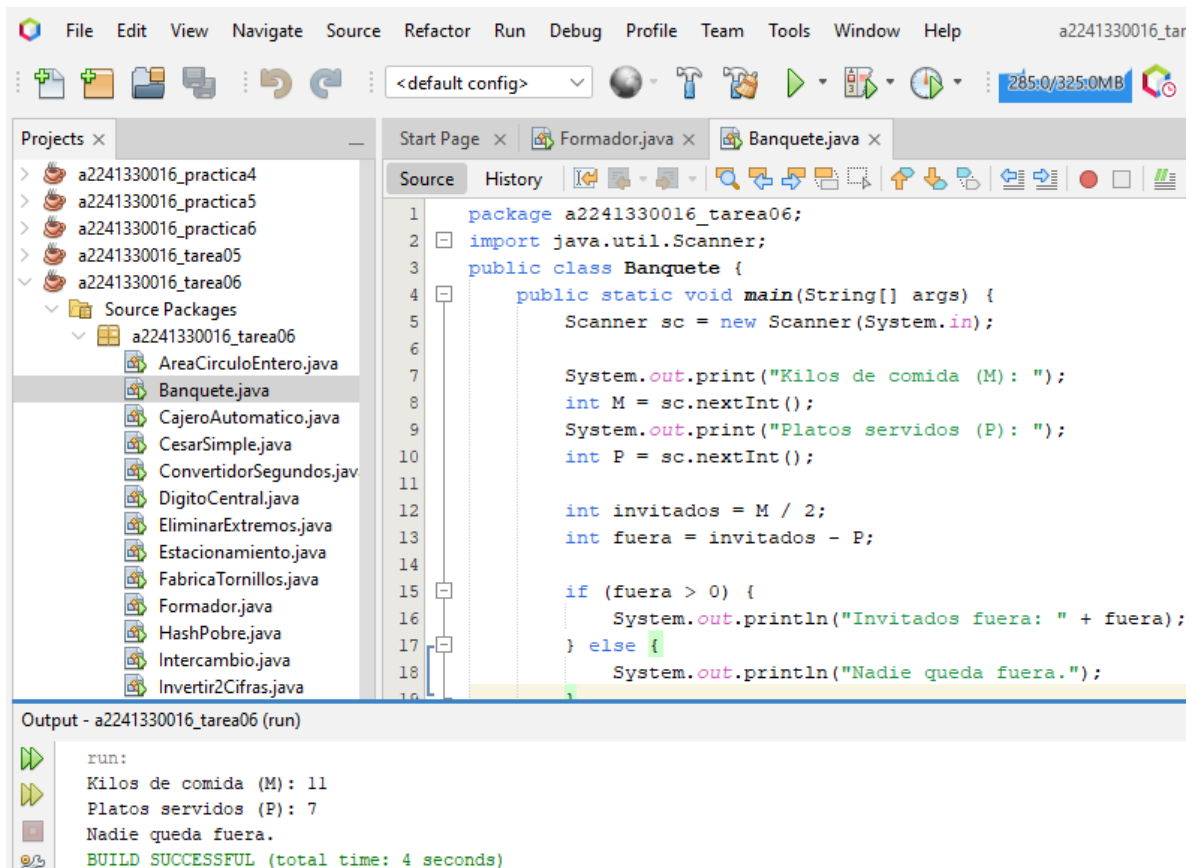 File Edit View Navigate Source Refactor Run Debug Profile Team Tools Window Help a2241330016_tar
<default config> 285.0/325.0MB
Projects
Start Page Formador.java Banquete.java
Source History
a2241330016_practica4
a2241330016_practica5
a2241330016_practica6
a2241330016_tarea05
a2241330016_tarea06
Source Packages
a2241330016_tarea06
AreaCirculoEntero.java
Banquete.java
CajeroAutomatico.java
CesarSimple.java
ConvertidorSegundos.jav
DigitoCentral.java
EliminarExtremos.java
Estacionamiento.java
FabricaTornillos.java
Formador.java
HashPobre.java
Intercambio.java
Invertir2Cifras.java
1 package a2241330016_tarea06;
2 import java.util.Scanner;
3 public class Banquete {
4 public static void main(String[] args) {
5 Scanner sc = new Scanner(System.in);
6
7 System.out.print("Kilos de comida (M): ");
8 int M = sc.nextInt();
9 System.out.print("Platos servidos (P): ");
10 int P = sc.nextInt();
11
12 int invitados = M / 2;
13 int fuera = invitados - P;
14
15 if (fuera > 0) {
16 System.out.println("Invitados fuera: " + fuera);
17 } else {
18 System.out.println("Nadie queda fuera.");
19 }
Output - a2241330016_tarea06 (run)
run:
Kilos de comida (M): 11
Platos servidos (P): 7
Nadie queda fuera.
BUILD SUCCESSFUL (total time: 4 seconds)